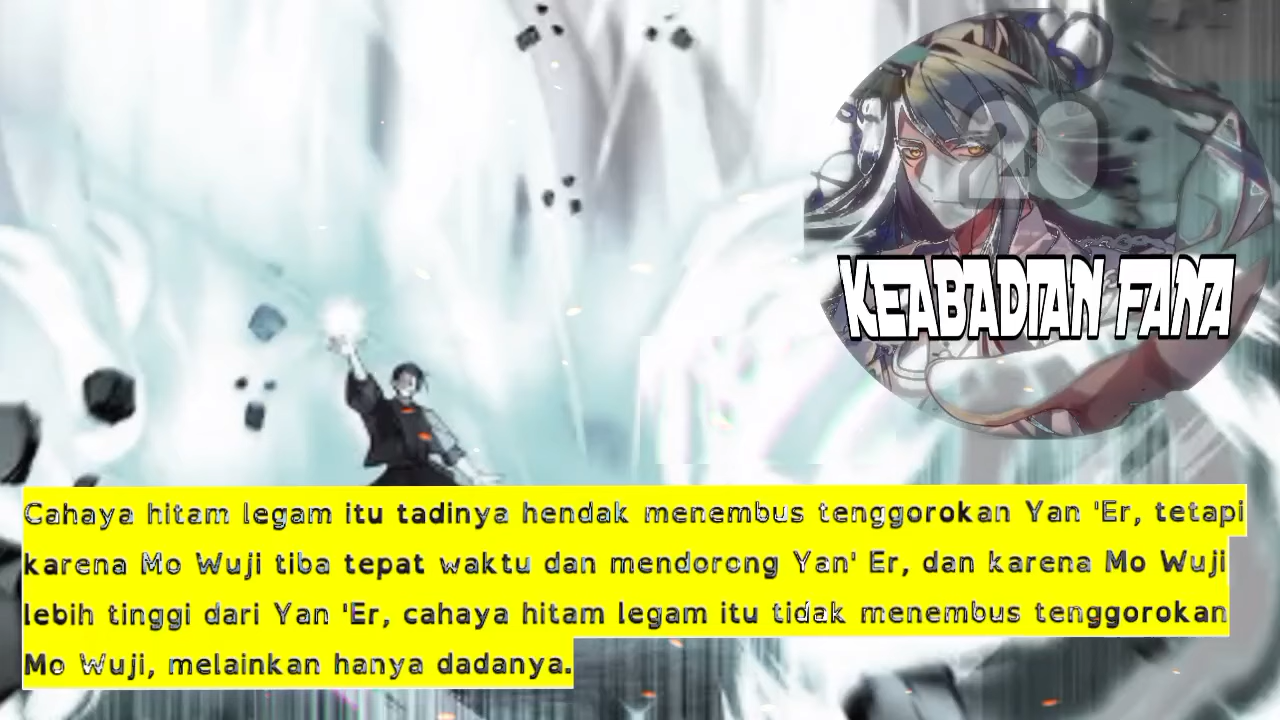 20
KEABADIAN FANA
Cahaya hitam legam itu tadinya hendak menembus tenggorokan Yan 'Er, tetapi
karena Mo Wuji tiba tepat waktu dan mendorong Yan' Er, dan karena Mo Wuji
lebih tinggi dari Yan 'Er, cahaya hitam legam itu tidak menembus tenggorokan
Mo Wuji, melainkan hanya dadanya.